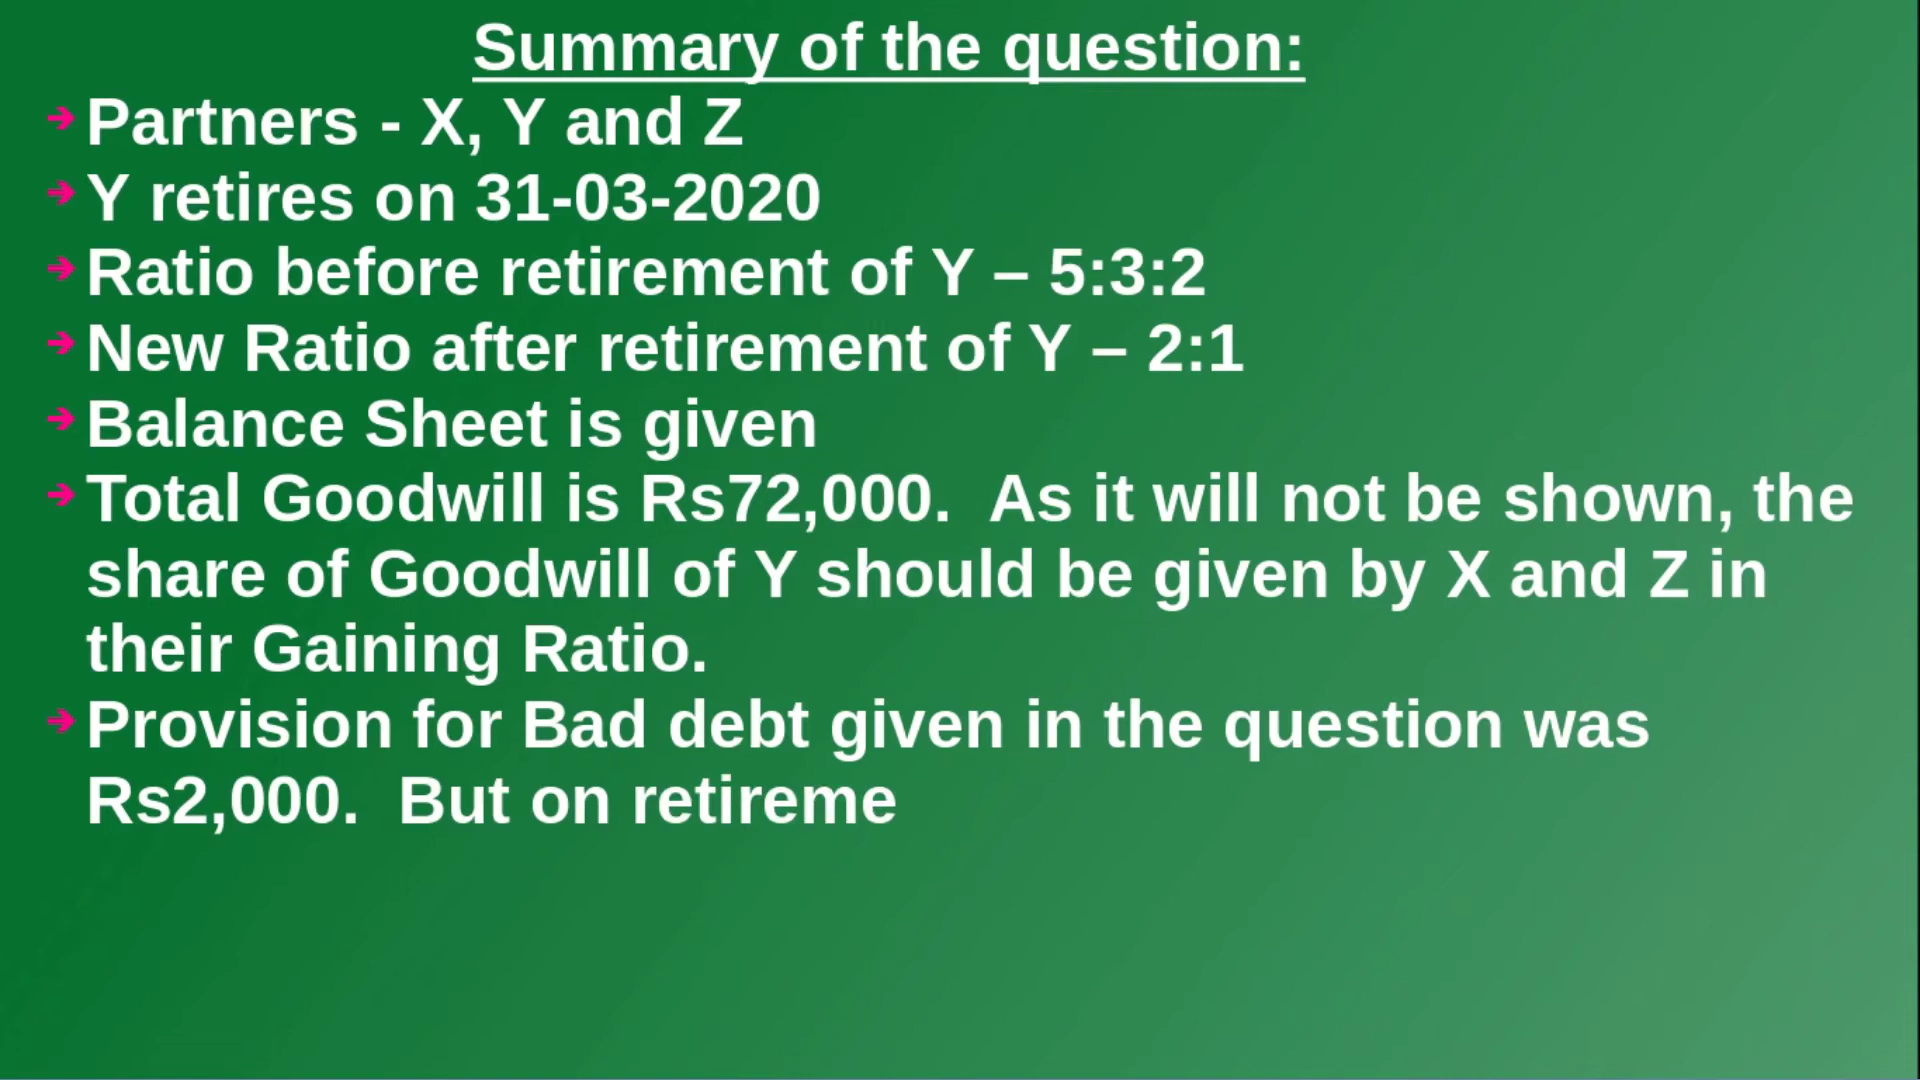 Summary of the question:
➔ Partners - X, Y and Z
➔ Y retires on 31-03-2020
➔ Ratio before retirement of Y – 5:3:2
➔ New Ratio after retirement of Y – 2:1
➔ Balance Sheet is given
➔ Total Goodwill is Rs72,000.  As it will not be shown, the
share of Goodwill of Y should be given by X and Z in
their Gaining Ratio.
➔ Provision for Bad debt given in the question was
Rs2,000.  But on retireme